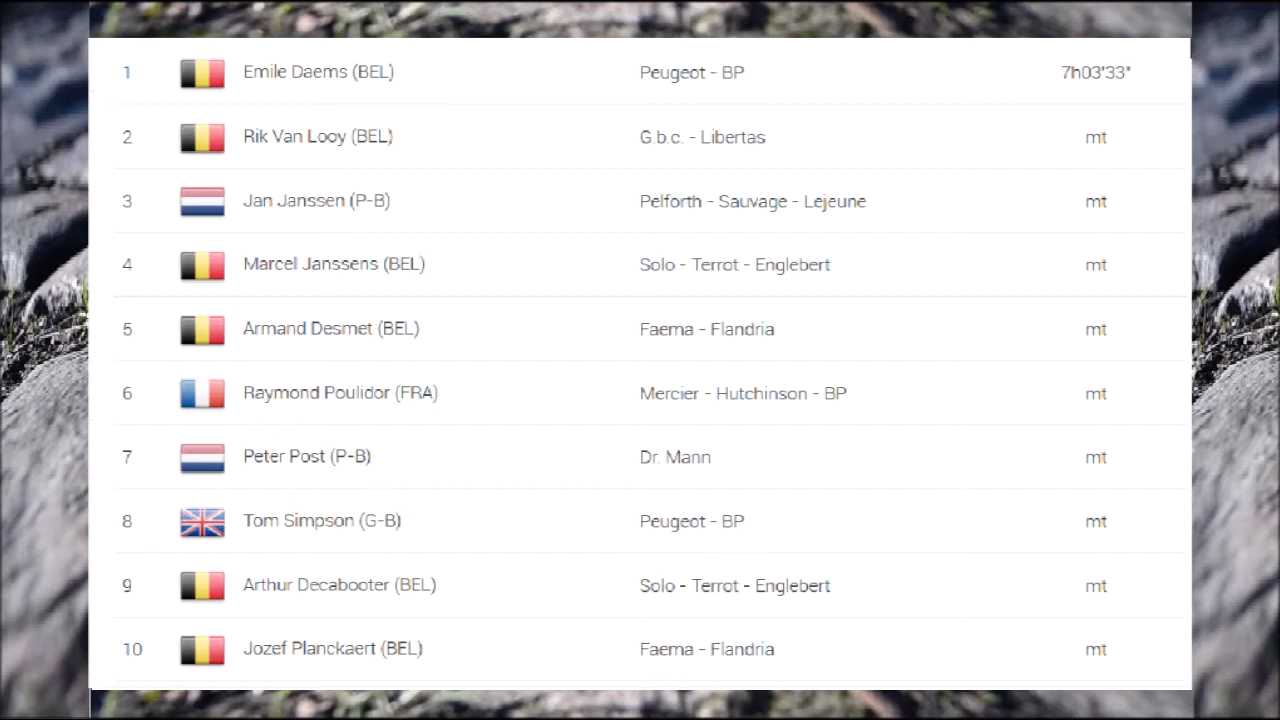 1 Emile Daems (BEL) Peugeot - BP 7h03'33"
2 Rik Van Looy (BEL) G.b.c. - Libertas mt
3 Jan Janssen (P-B) Pelforth - Sauvage - Lejeune mt
4 Marcel Janssens (BEL) Solo - Terrot - Englebert mt
5 Armand Desmet (BEL) Faema - Flandria mt
6 Raymond Poulidor (FRA) Mercier - Hutchinson - BP mt
7 Peter Post (P-B) Dr. Mann mt
8 Tom Simpson (G-B) Peugeot - BP mt
9 Arthur Decabooter (BEL) Solo - Terrot - Englebert mt
10 Jozef Planckaert (BEL) Faema - Flandria mt